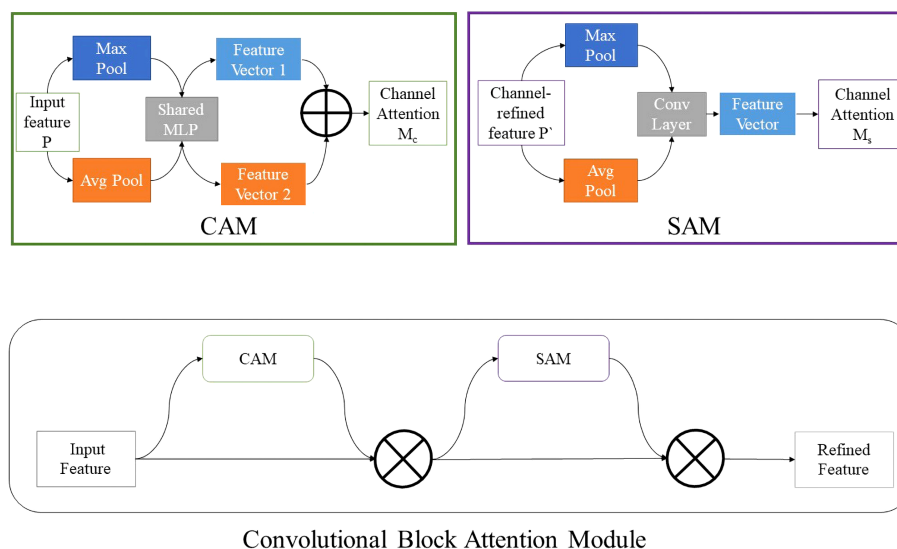 Max
Pool
Feature
Vector 1
Input
feature
P
Shared
MLP
Channel
Attention
M_c
Avg Pool
Feature
Vector 2
CAM
Max
Pool
Channel-
refined
feature P`
Conv
Layer
Feature
Vector
Channel
Attention
M_s
Avg
Pool
SAM
CAM
SAM
Input
Feature
Refined
Feature
Convolutional Block Attention Module